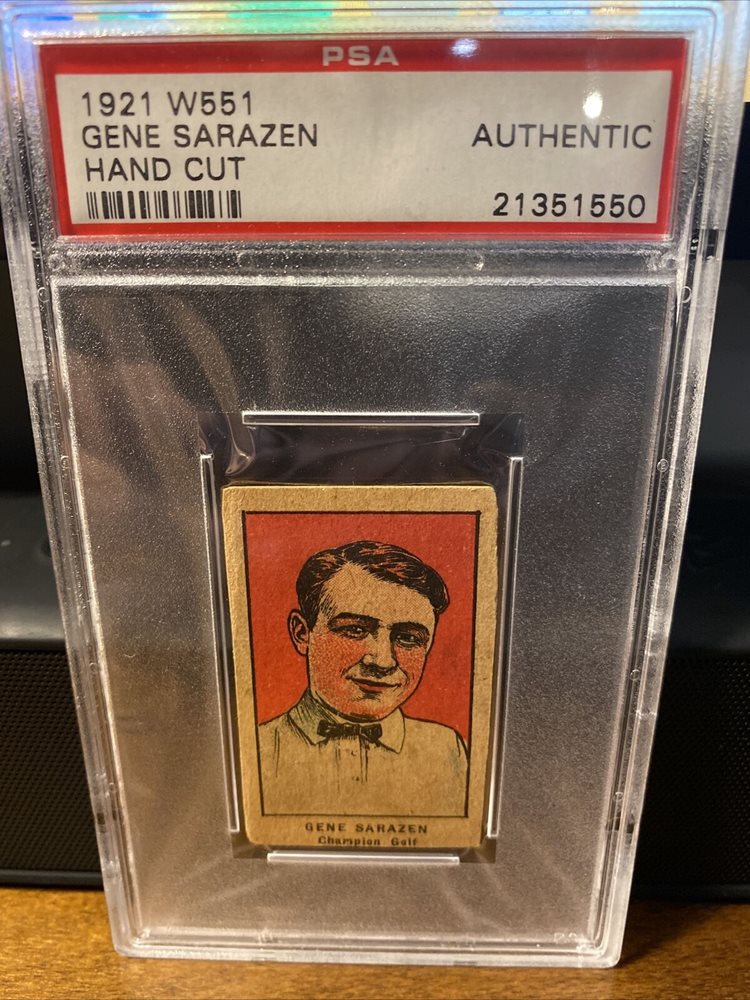 PSA
1921 W551
GENE SARAZEN AUTHENTIC
HAND CUT
21351550
GENE SARAZEN
Champion Golf